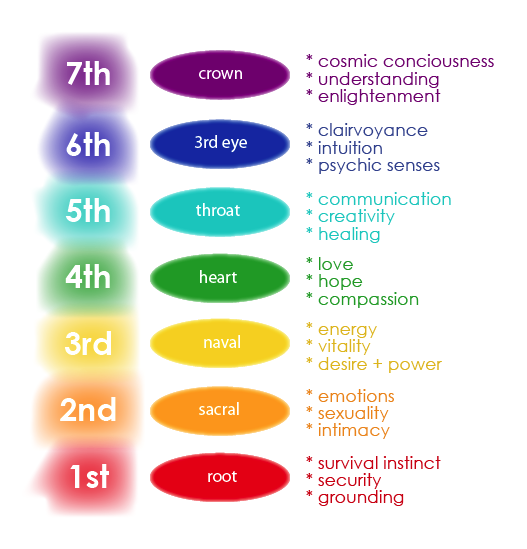 7th crown * cosmic conciousness
* understanding
* enlightenment
6th 3rd eye * clairvoyance
* intuition
* psychic senses
5th throat * communication
* creativity
* healing
4th heart * love
* hope
* compassion
3rd naval * energy
* vitality
* desire + power
2nd sacral * emotions
* sexuality
* intimacy
1st root * survival instinct
* security
* grounding